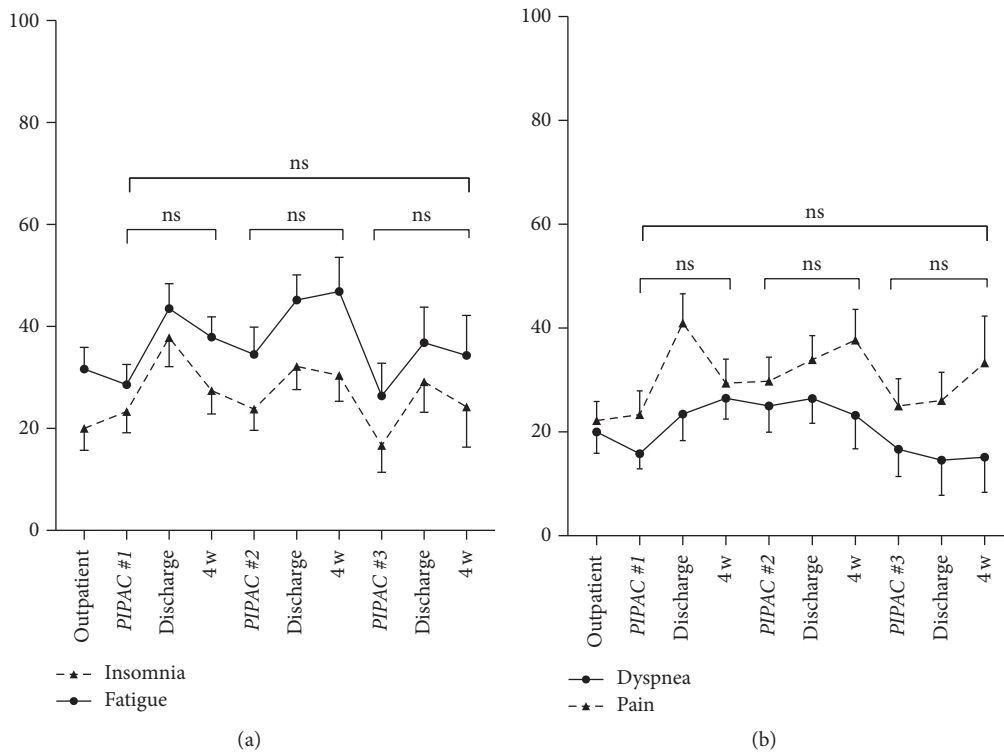 100
80
60
40
20
0
ns
ns
ns
ns
Outpatient
PIPAC #1
Discharge
4 w
PIPAC #2
Discharge
4 w
PIPAC #3
Discharge
4 w
Insomnia
Fatigue
(a)
100
80
60
40
20
0
ns
ns
ns
ns
Outpatient
PIPAC #1
Discharge
4 w
PIPAC #2
Discharge
4 w
PIPAC #3
Discharge
4 w
Dyspnea
Pain
(b)